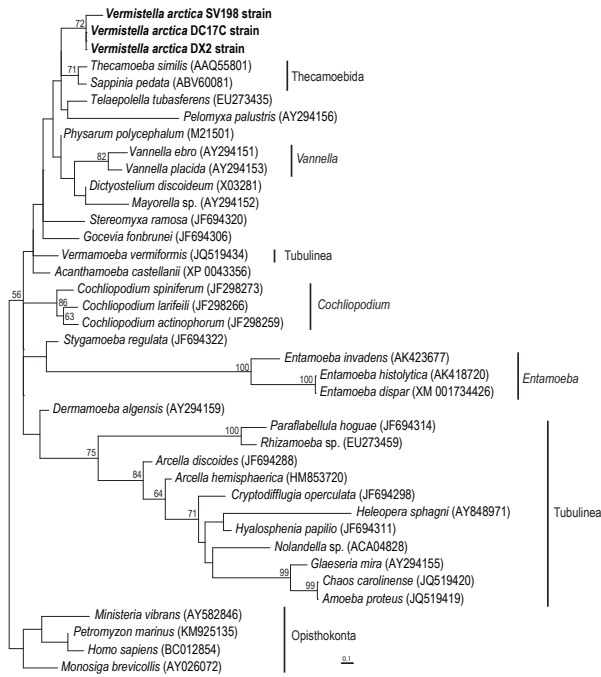 Vermistella arctica SV198 strain
72
Vermistella arctica DC17C strain
Vermistella arctica DX2 strain
Thecamoeba similis (AAQ55801)
71
Thecamoebida
Sappinia pedata (ABV60081)
Telaepolella tubasferens (EU273435)
Pelomyxa palustris (AY294156)
Physarum polycephalum (M21501)
Vannella ebro (AY294151)
82
Vannella
Vannella placida (AY294153)
Dictyostelium discoideum (X03281)
Mayorella sp. (AY294152)
Stereomyxa ramosa (JF694320)
Gocevia fonbrunei (JF694306)
Vermamoeba vermiformis (JQ519434)
Tubulinea
Acanthamoeba castellanii (XP 0043356)
56
Cochliopodium spiniferum (JF298273)
86
Cochliopodium larifeili (JF298266)
Cochliopodium
63
Cochliopodium actinophorum (JF298259)
Stygamoeba regulata (JF694322)
Entamoeba invadens (AK423677)
100
Entamoeba histolytica (AK418720)
100
Entamoeba
Entamoeba dispar (XM 001734426)
Dermamoeba algensis (AY294159)
Paraflabellula hoguae (JF694314)
100
Rhizamoeba sp. (EU273459)
75
Arcella discoides (JF694288)
84
Arcella hemisphaerica (HM853720)
64
Cryptodifflugia operculata (JF694298)
71
Heleopera sphagni (AY848971)
Tubulinea
Hyalosphenia papilio (JF694311)
Nolandella sp. (ACA04828)
Glaeseria mira (AY294155)
99
Chaos carolinense (JQ519420)
99
Amoeba proteus (JQ519419)
Ministeria vibrans (AY582846)
Petromyzon marinus (KM925135)
Opisthokonta
Homo sapiens (BC012854)
0.1
Monosiga brevicollis (AY026072)